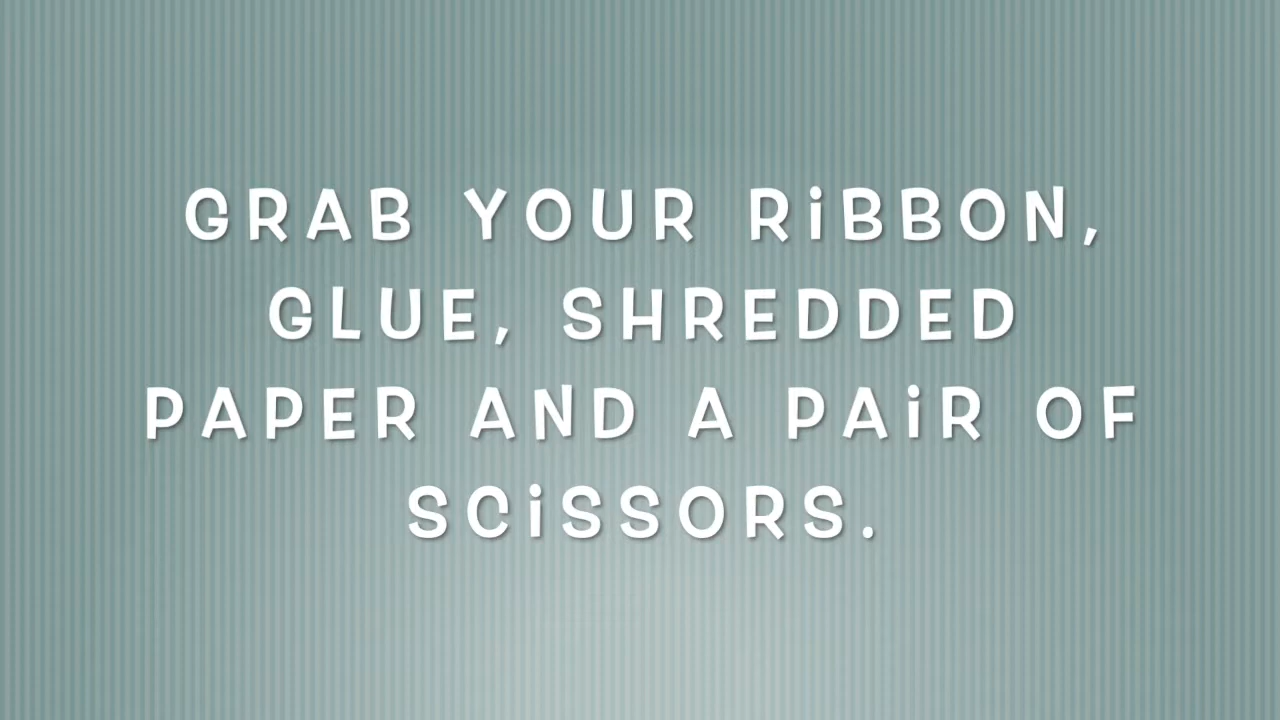 GRAB YOUR RiBBON,
GLUE, SHREDDED
PAPER AND A PAiR OF
SCiSSORS.